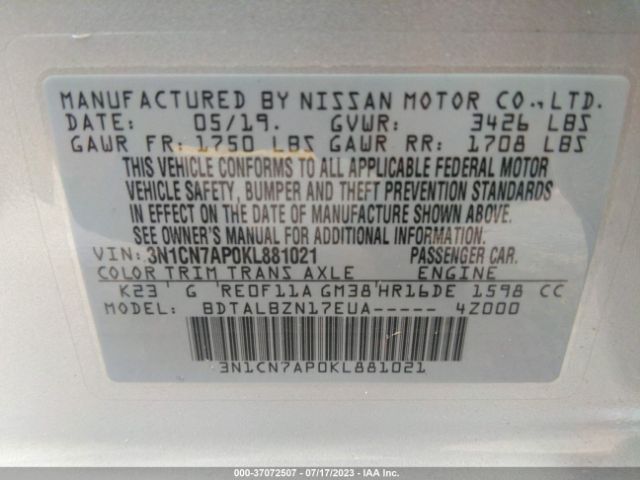 MANUFACTURED BY NISSAN MOTOR CO., LTD.
DATE: 05/19. GVWR: 3426 LBS
GAWR FR: 1750 LBS GAWR RR: 1708 LBS
THIS VEHICLE CONFORMS TO ALL APPLICABLE FEDERAL MOTOR
VEHICLE SAFETY, BUMPER AND THEFT PREVENTION STANDARDS
IN EFFECT ON THE DATE OF MANUFACTURE SHOWN ABOVE.
SEE OWNER'S MANUAL FOR ADDITIONAL INFORMATION.
VIN: 3N1CN7AP0KL881021 PASSENGER CAR.
COLOR TRIM TRANS AXLE ENGINE
K23 G RE0F11A GM38 HR16DE 1598 CC
MODEL: BDTALBZN17EUA----- 4Z000
3N1CN7AP0KL881021
000-37072507 - 07/17/2023 - IAA Inc.